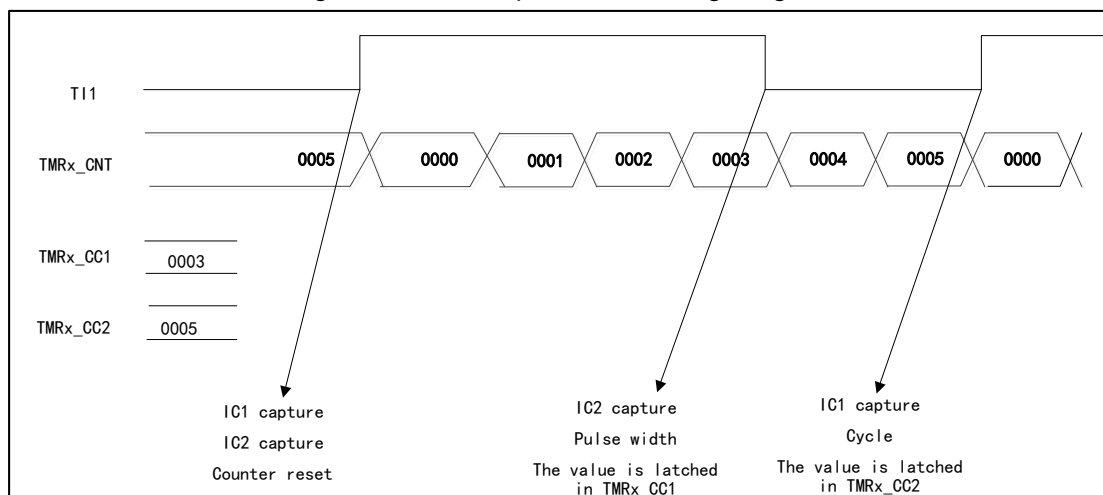 TI1
TMRx_CNT
0005 0000 0001 0002 0003 0004 0005 0000
TMRx_CC1
0003
TMRx_CC2
0005
IC1 capture
IC2 capture
Counter reset
IC2 capture
Pulse width
The value is latched
in TMRx CC1
IC1 capture
Cycle
The value is latched
in TMRx_CC2